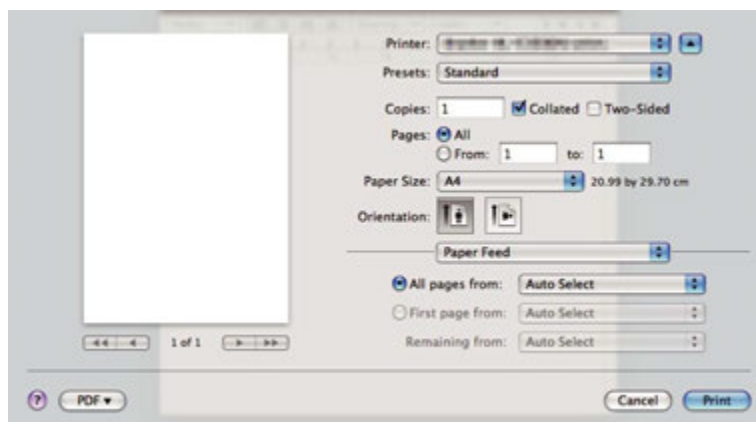 Printer:
Presets: Standard
Copies: 1 Collated Two-Sided
Pages: All
From: 1 to: 1
Paper Size: A4 20.99 by 29.70 cm
Orientation:
Paper Feed
All pages from: Auto Select
First page from: Auto Select
1 of 1
Remaining from: Auto Select
? PDF Cancel Print